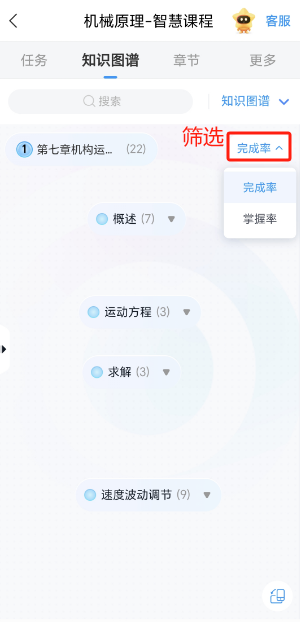 机械原理-智慧课程
客服
任务 知识图谱 章节 更多
搜索 知识图谱
筛选
1 第七章机构运... (22) 完成率
完成率
掌握率
概述 (7)
运动方程 (3)
求解 (3)
速度波动调节 (9)